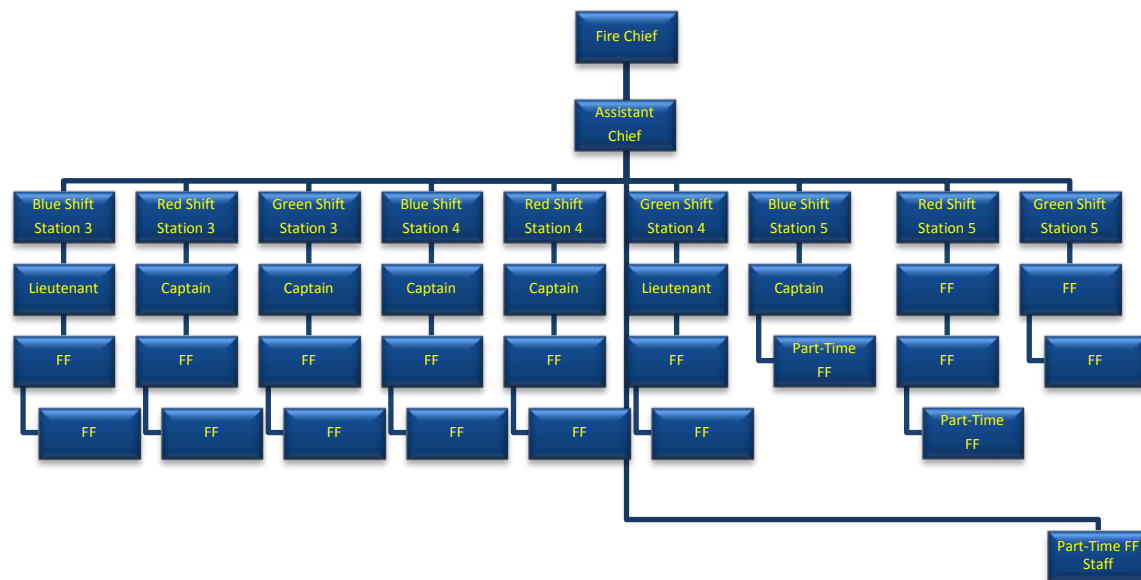 Fire Chief
Assistant
Chief
Blue Shift
Station 3
Red Shift
Station 3
Green Shift
Station 3
Blue Shift
Station 4
Red Shift
Station 4
Green Shift
Station 4
Blue Shift
Station 5
Red Shift
Station 5
Green Shift
Station 5
Lieutenant
Captain
Captain
Captain
Captain
Lieutenant
Captain
FF
FF
FF
FF
FF
FF
FF
FF
Part-Time
FF
FF
FF
FF
FF
FF
FF
FF
FF
Part-Time
FF
Part-Time FF
Staff